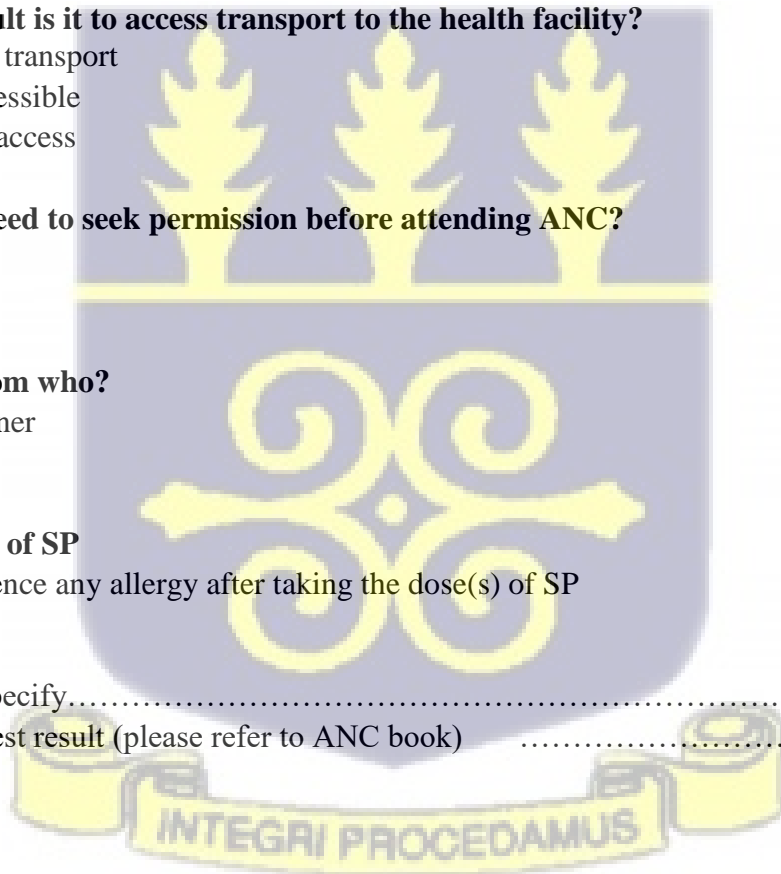 ult is it to access transport to the health facility?
transport
essible
access
eed to seek permission before attending ANC?
om who?
ner
of SP
ence any allergy after taking the dose(s) of SP
pecify……………………………………………………………………
est result (please refer to ANC book) ……………………
INTEGRI PROCEDAMUS